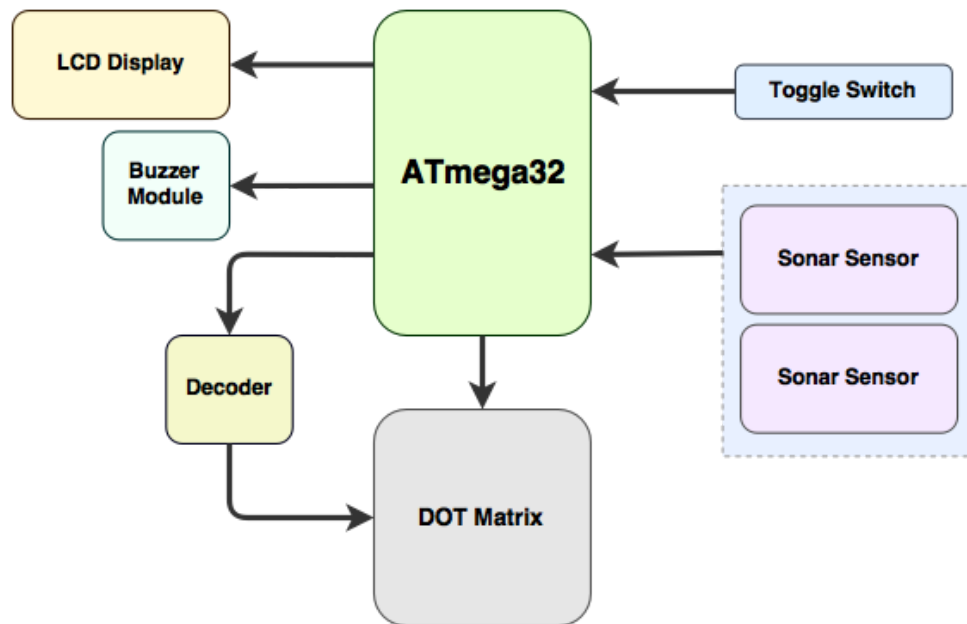 LCD Display
ATmega32
Toggle Switch
Buzzer
Module
Sonar Sensor
Sonar Sensor
Decoder
DOT Matrix